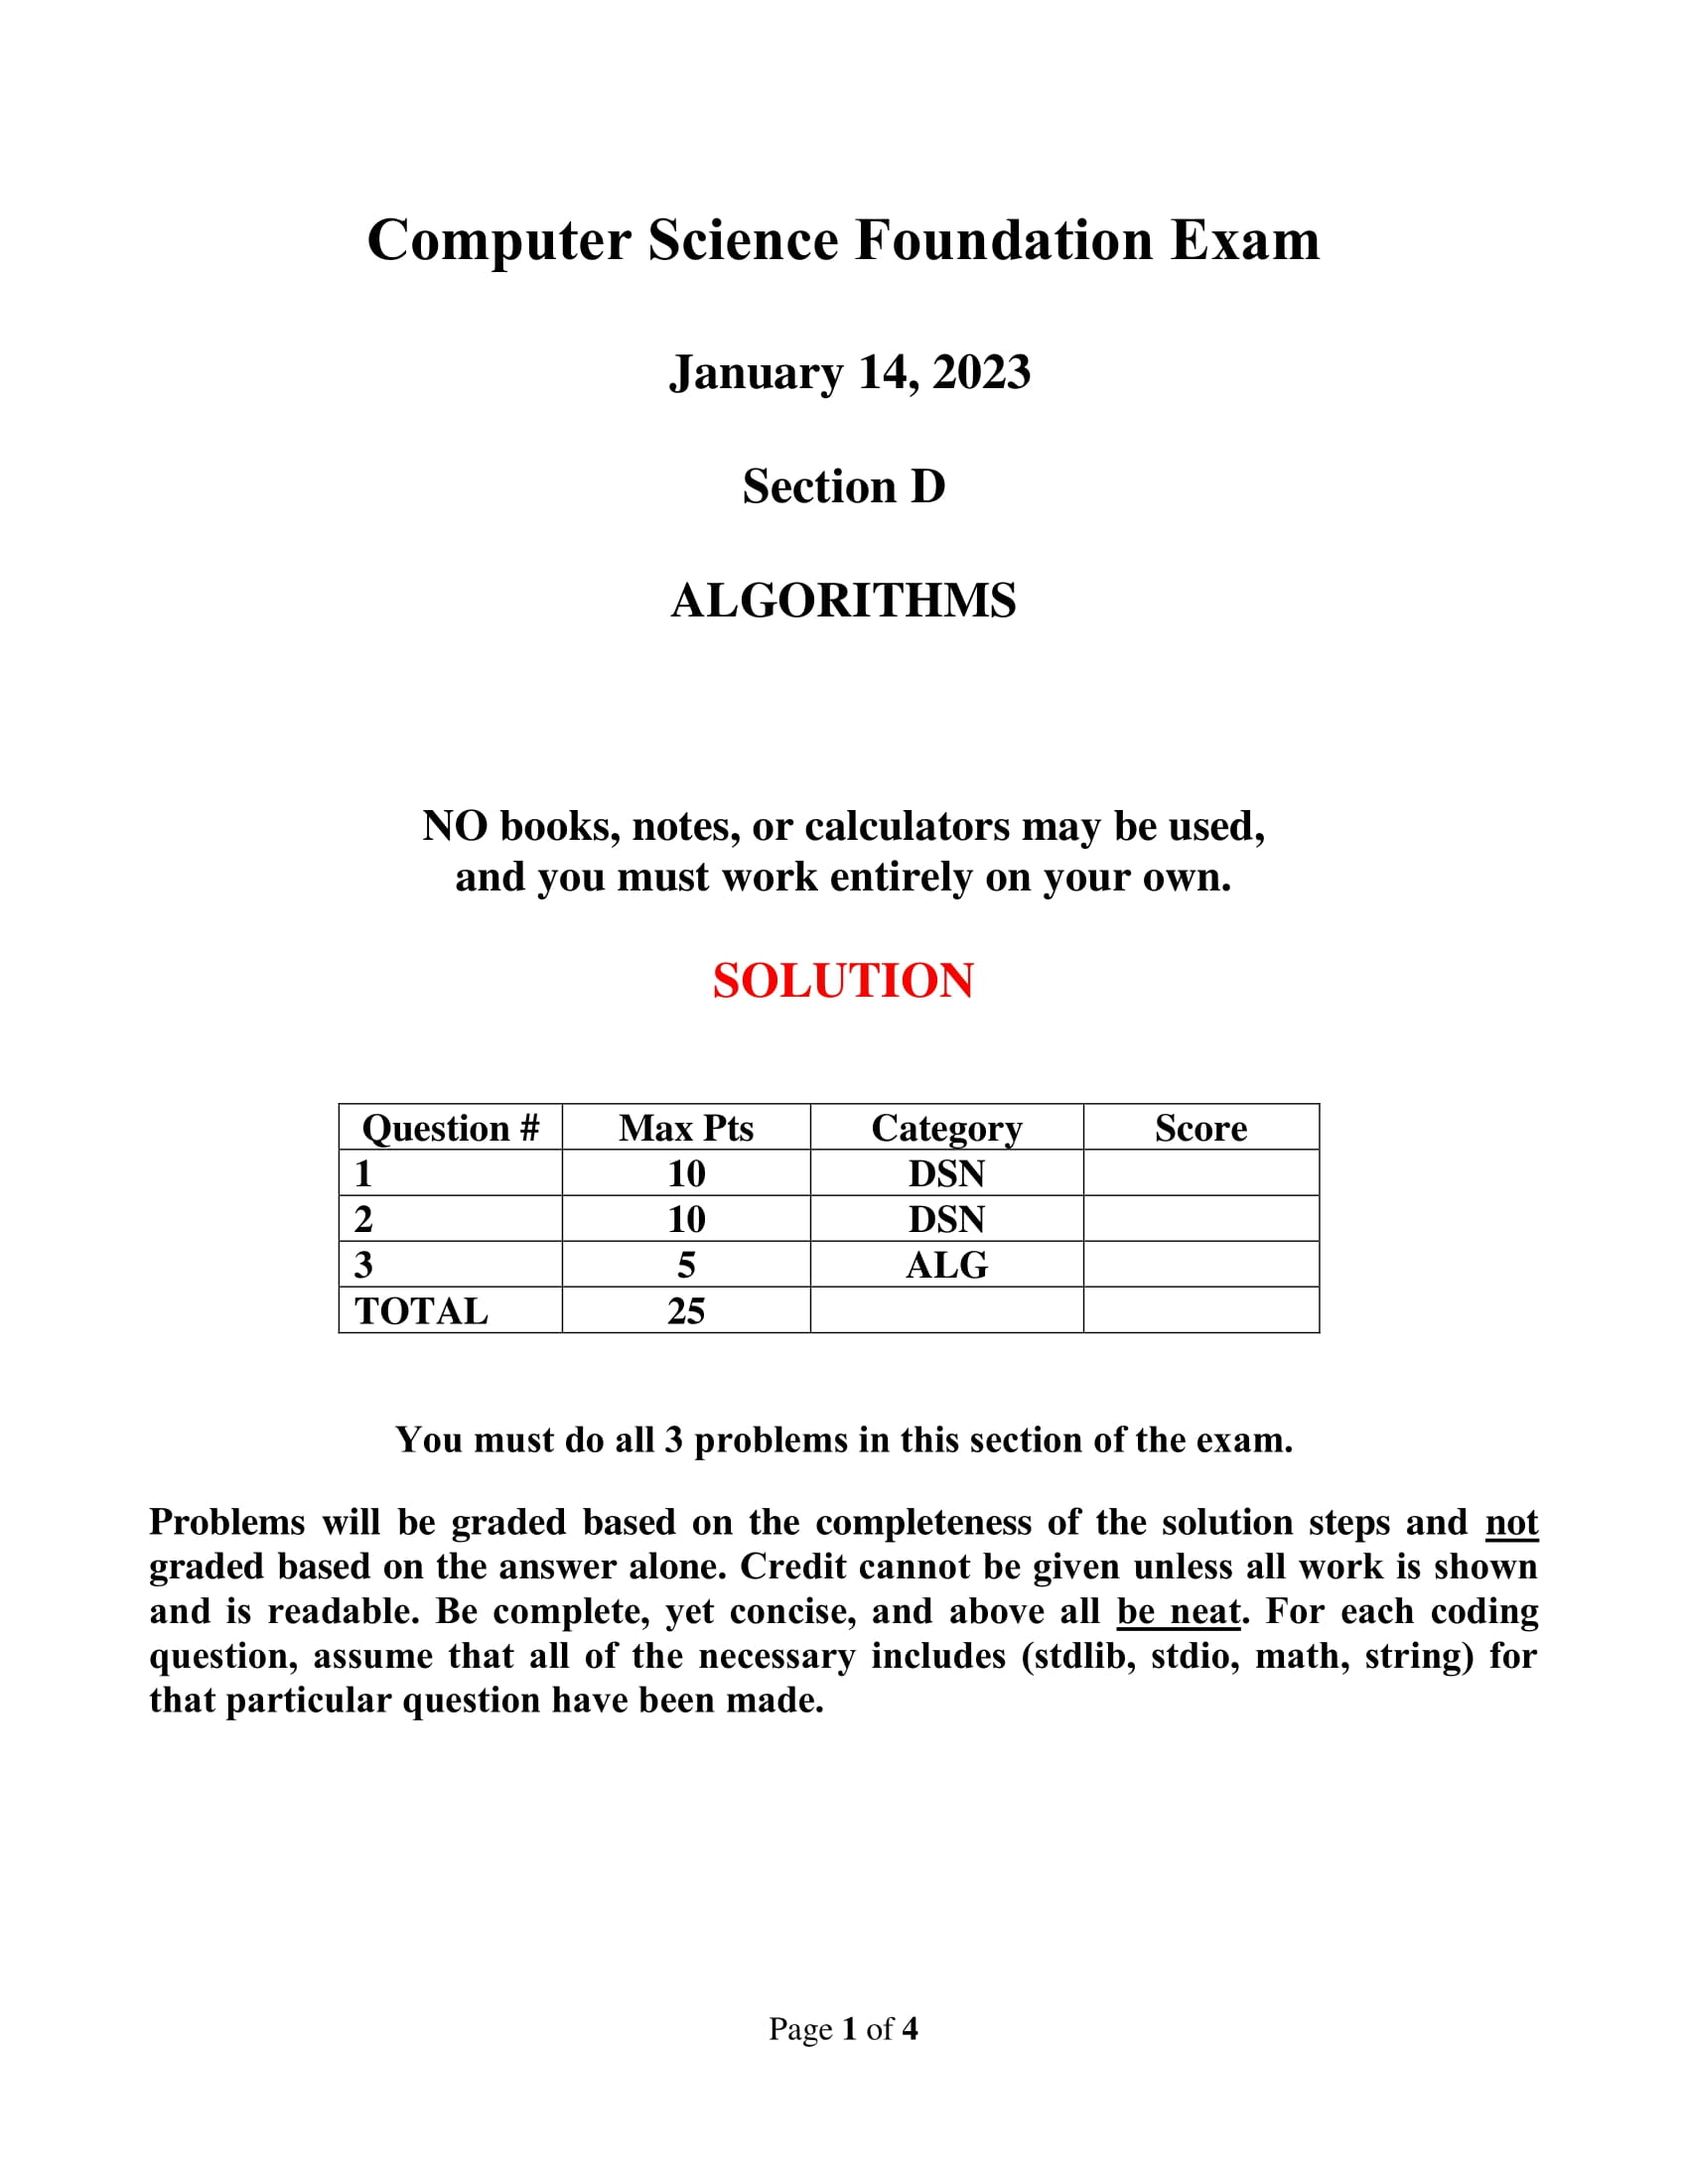 Computer Science Foundation Exam
January 14, 2023
Section D
ALGORITHMS
NO books, notes, or calculators may be used,
and you must work entirely on your own.
SOLUTION
Question # Max Pts Category Score
1 10 DSN
2 10 DSN
3 5 ALG
TOTAL 25
You must do all 3 problems in this section of the exam.
Problems will be graded based on the completeness of the solution steps and not
graded based on the answer alone. Credit cannot be given unless all work is shown
and is readable. Be complete, yet concise, and above all be neat. For each coding
question, assume that all of the necessary includes (stdlib, stdio, math, string) for
that particular question have been made.
Page 1 of 4